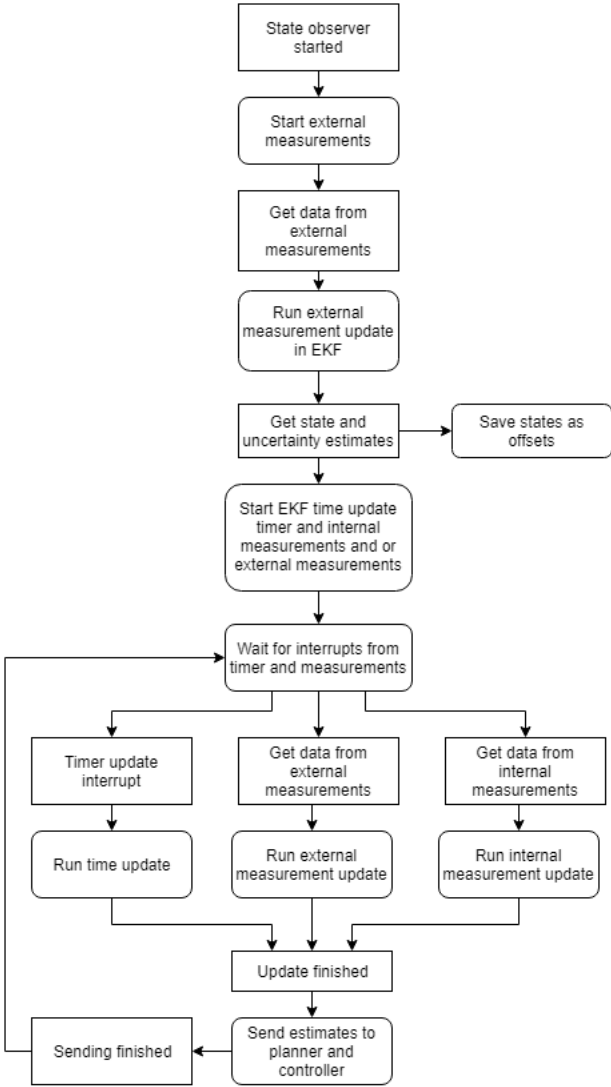 State observer
started
Start external
measurements
Get data from
external
measurements
Run external
measurement update
in EKF
Get state and
uncertainty estimates
Save states as
offsets
Start EKF time update
timer and internal
measurements and or
external measurements
Wait for interrupts from
timer and measurements
Timer update
interrupt
Get data from
external
measurements
Get data from
internal
measurements
Run time update
Run external
measurement update
Run internal
measurement update
Update finished
Sending finished
Send estimates to
planner and
controller